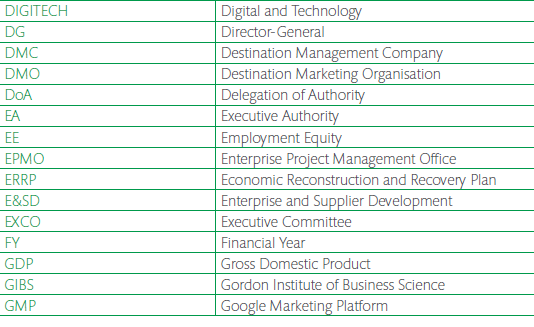 DIGITECH Digital and Technology
DG Director-General
DMC Destination Management Company
DMO Destination Marketing Organisation
DoA Delegation of Authority
EA Executive Authority
EE Employment Equity
EPMO Enterprise Project Management Office
ERRP Economic Reconstruction and Recovery Plan
E&SD Enterprise and Supplier Development
EXCO Executive Committee
FY Financial Year
GDP Gross Domestic Product
GIBS Gordon Institute of Business Science
GMP Google Marketing Platform